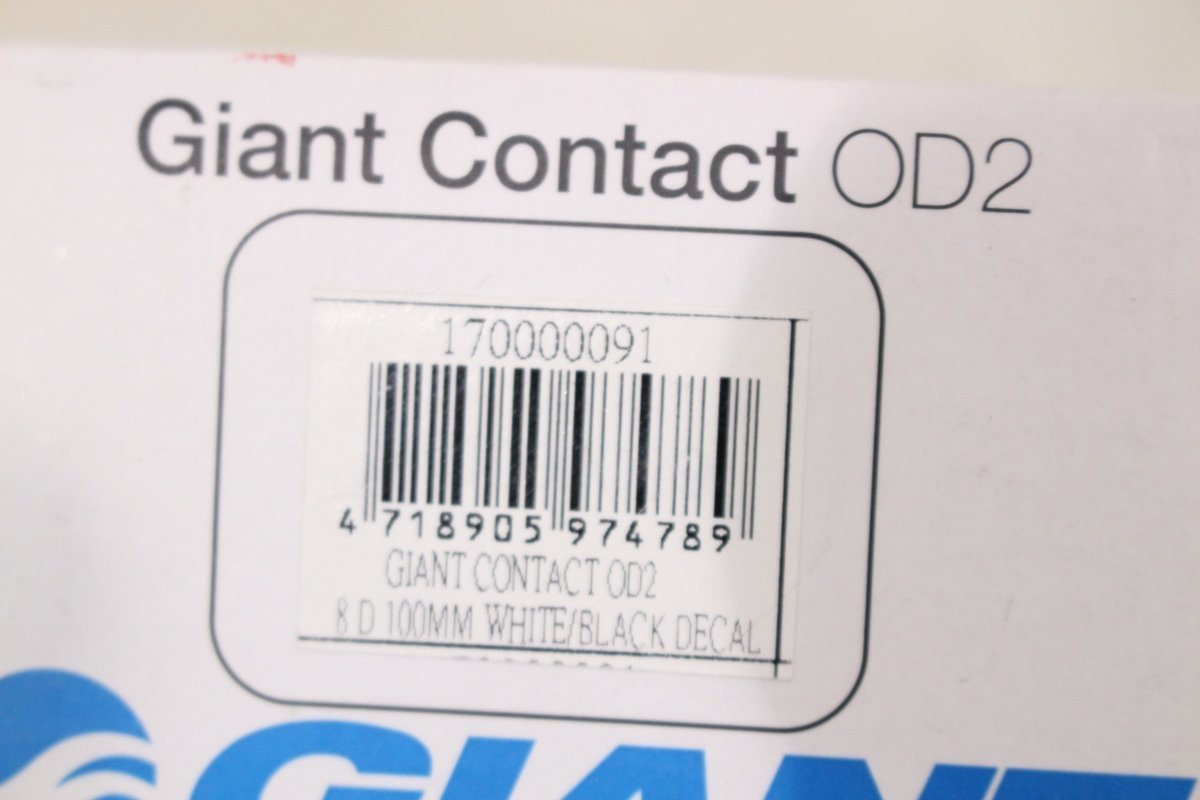 Giant Contact OD2
170000091
4 718905 974789
GIANT CONTACT OD2
8 D 100MM WHITE/BLACK DECAL
GIANT